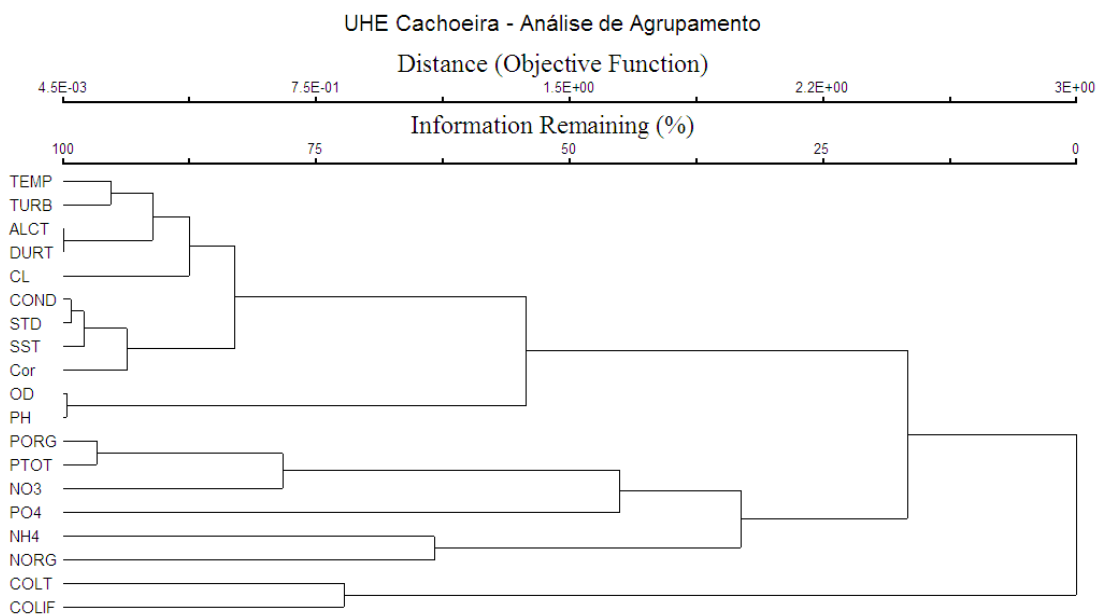 UHE Cachoeira - Análise de Agrupamento
Distance (Objective Function)
4.5E-03 7.5E-01 1.5E+00 2.2E+00 3E+00
Information Remaining (%)
100 75 50 25 0
TEMP
TURB
ALCT
DURT
CL
COND
STD
SST
Cor
OD
PH
PORG
PTOT
NO3
PO4
NH4
NORG
COLT
COLIF